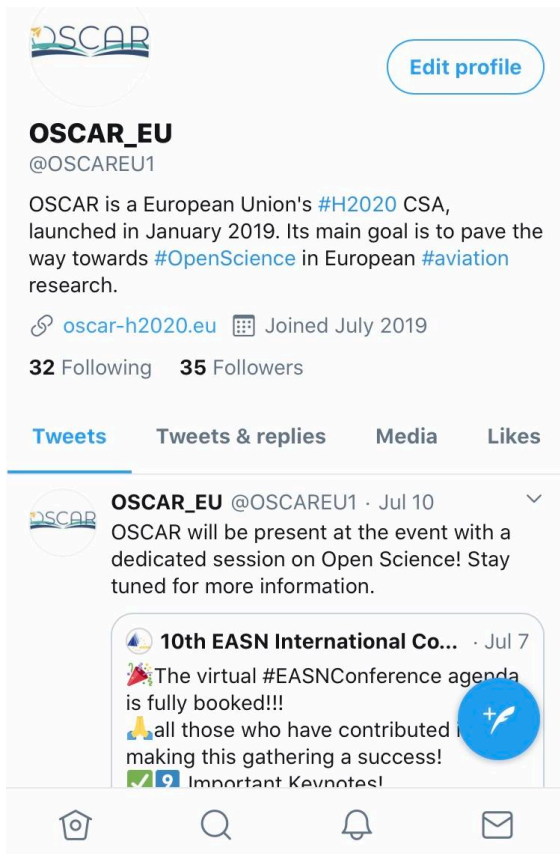 OSCAR
Edit profile
OSCAR_EU
@OSCAREU1
OSCAR is a European Union's #H2020 CSA,
launched in January 2019. Its main goal is to pave the
way towards #OpenScience in European #aviation
research.
oscar-h2020.eu Joined July 2019
32 Following 35 Followers
Tweets Tweets & replies Media Likes
OSCAR
OSCAR_EU @OSCAREU1 · Jul 10
OSCAR will be present at the event with a
dedicated session on Open Science! Stay
tuned for more information.
10th EASN International Co... · Jul 7
🎉The virtual #EASNConference agenda
is fully booked!!!
🙏all those who have contributed
making this gathering a success!
✅9️⃣ Important Keynotes!